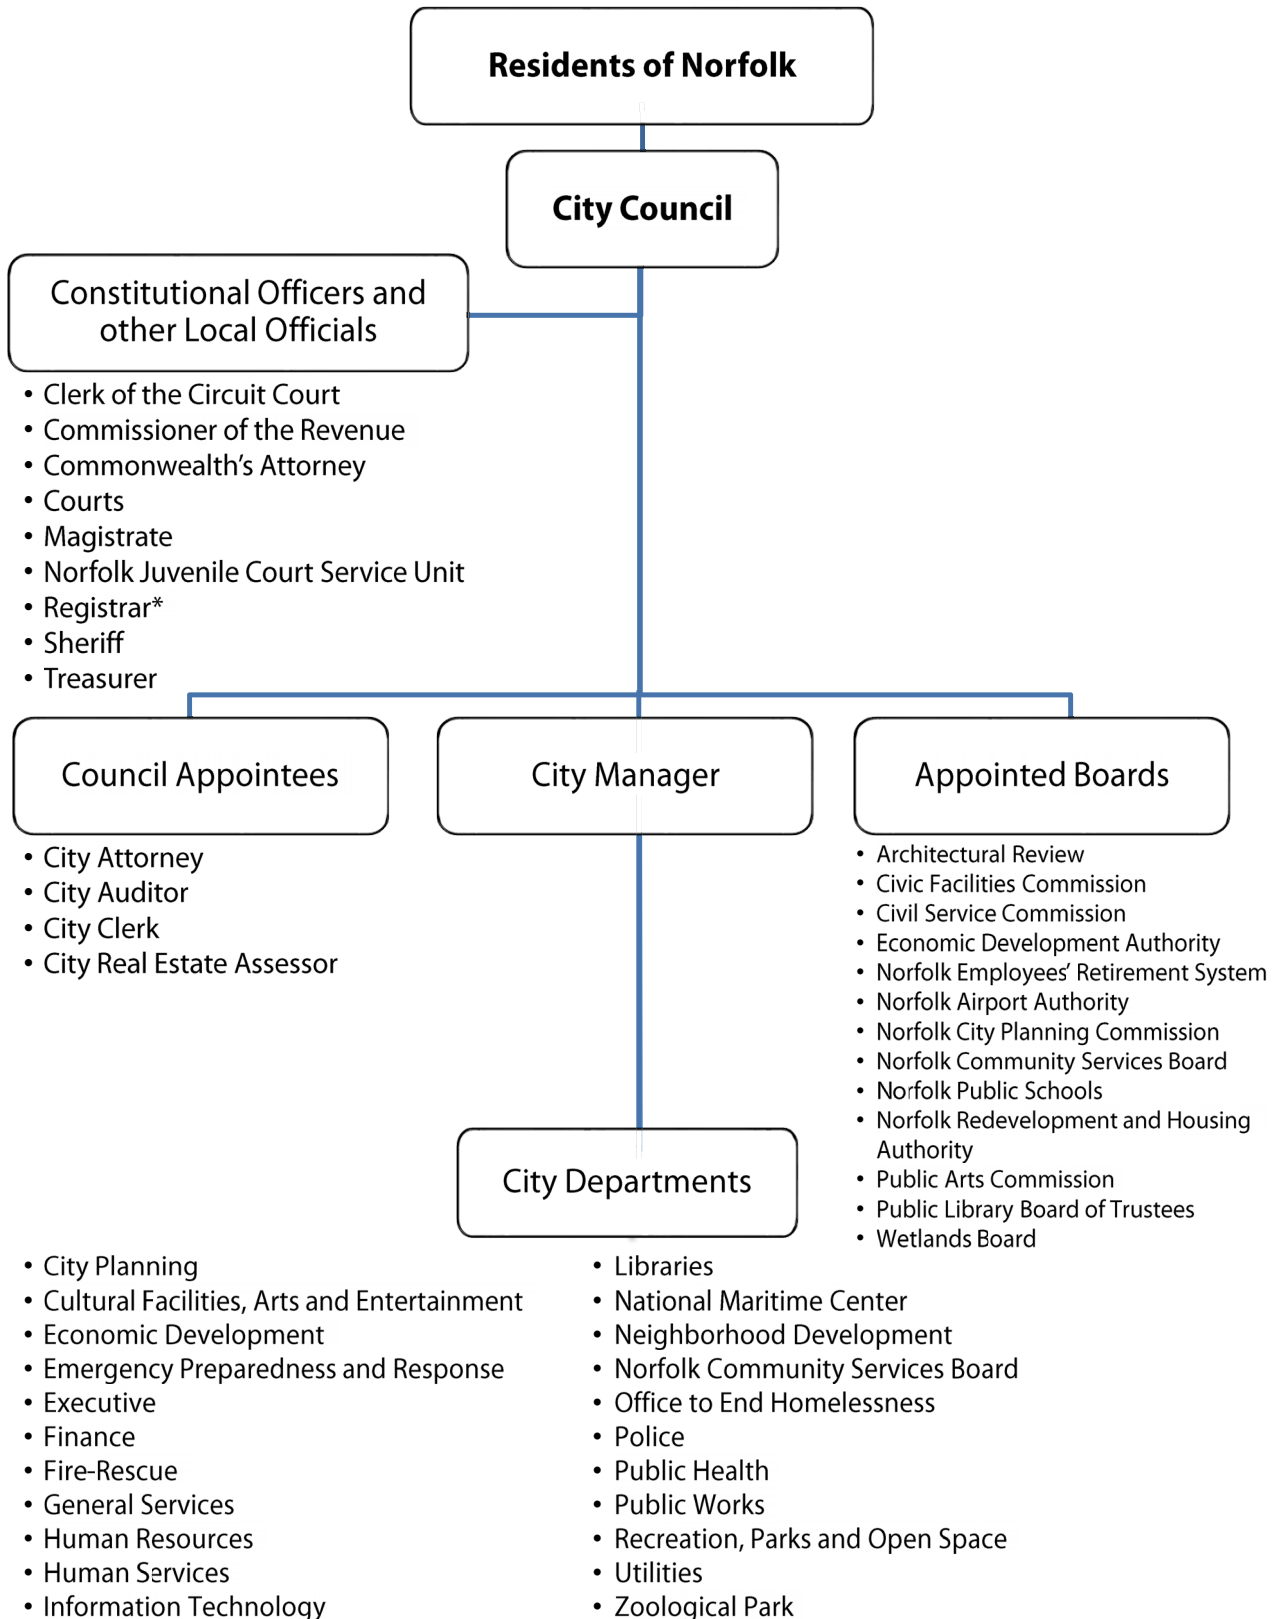 Residents of Norfolk
City Council
Constitutional Officers and
other Local Officials
• Clerk of the Circuit Court
• Commissioner of the Revenue
• Commonwealth’s Attorney
• Courts
• Magistrate
• Norfolk Juvenile Court Service Unit
• Registrar*
• Sheriff
• Treasurer
Council Appointees
• City Attorney
• City Auditor
• City Clerk
• City Real Estate Assessor
City Manager
Appointed Boards
• Architectural Review
• Civic Facilities Commission
• Civil Service Commission
• Economic Development Authority
• Norfolk Employees’ Retirement System
• Norfolk Airport Authority
• Norfolk City Planning Commission
• Norfolk Community Services Board
• Norfolk Public Schools
• Norfolk Redevelopment and Housing
Authority
• Public Arts Commission
• Public Library Board of Trustees
• Wetlands Board
City Departments
• City Planning
• Cultural Facilities, Arts and Entertainment
• Economic Development
• Emergency Preparedness and Response
• Executive
• Finance
• Fire-Rescue
• General Services
• Human Resources
• Human Services
• Information Technology
• Libraries
• National Maritime Center
• Neighborhood Development
• Norfolk Community Services Board
• Office to End Homelessness
• Police
• Public Health
• Public Works
• Recreation, Parks and Open Space
• Utilities
• Zoological Park